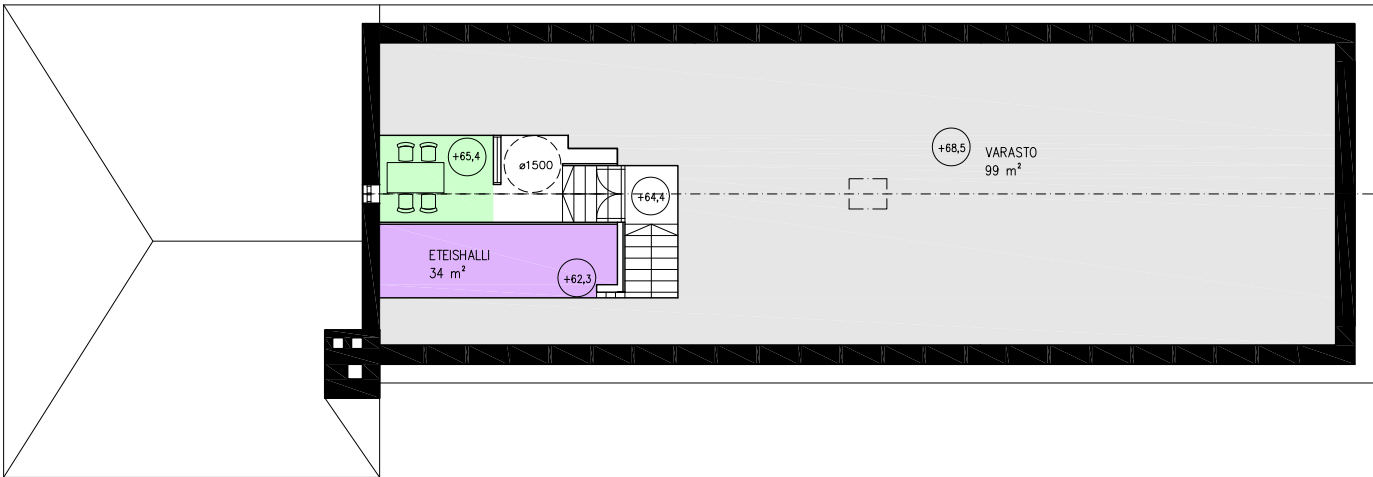 +65,4
ø1500
+68,5
VARASTO
99 m²
+64,4
ETEISHALLI
34 m²
+62,3